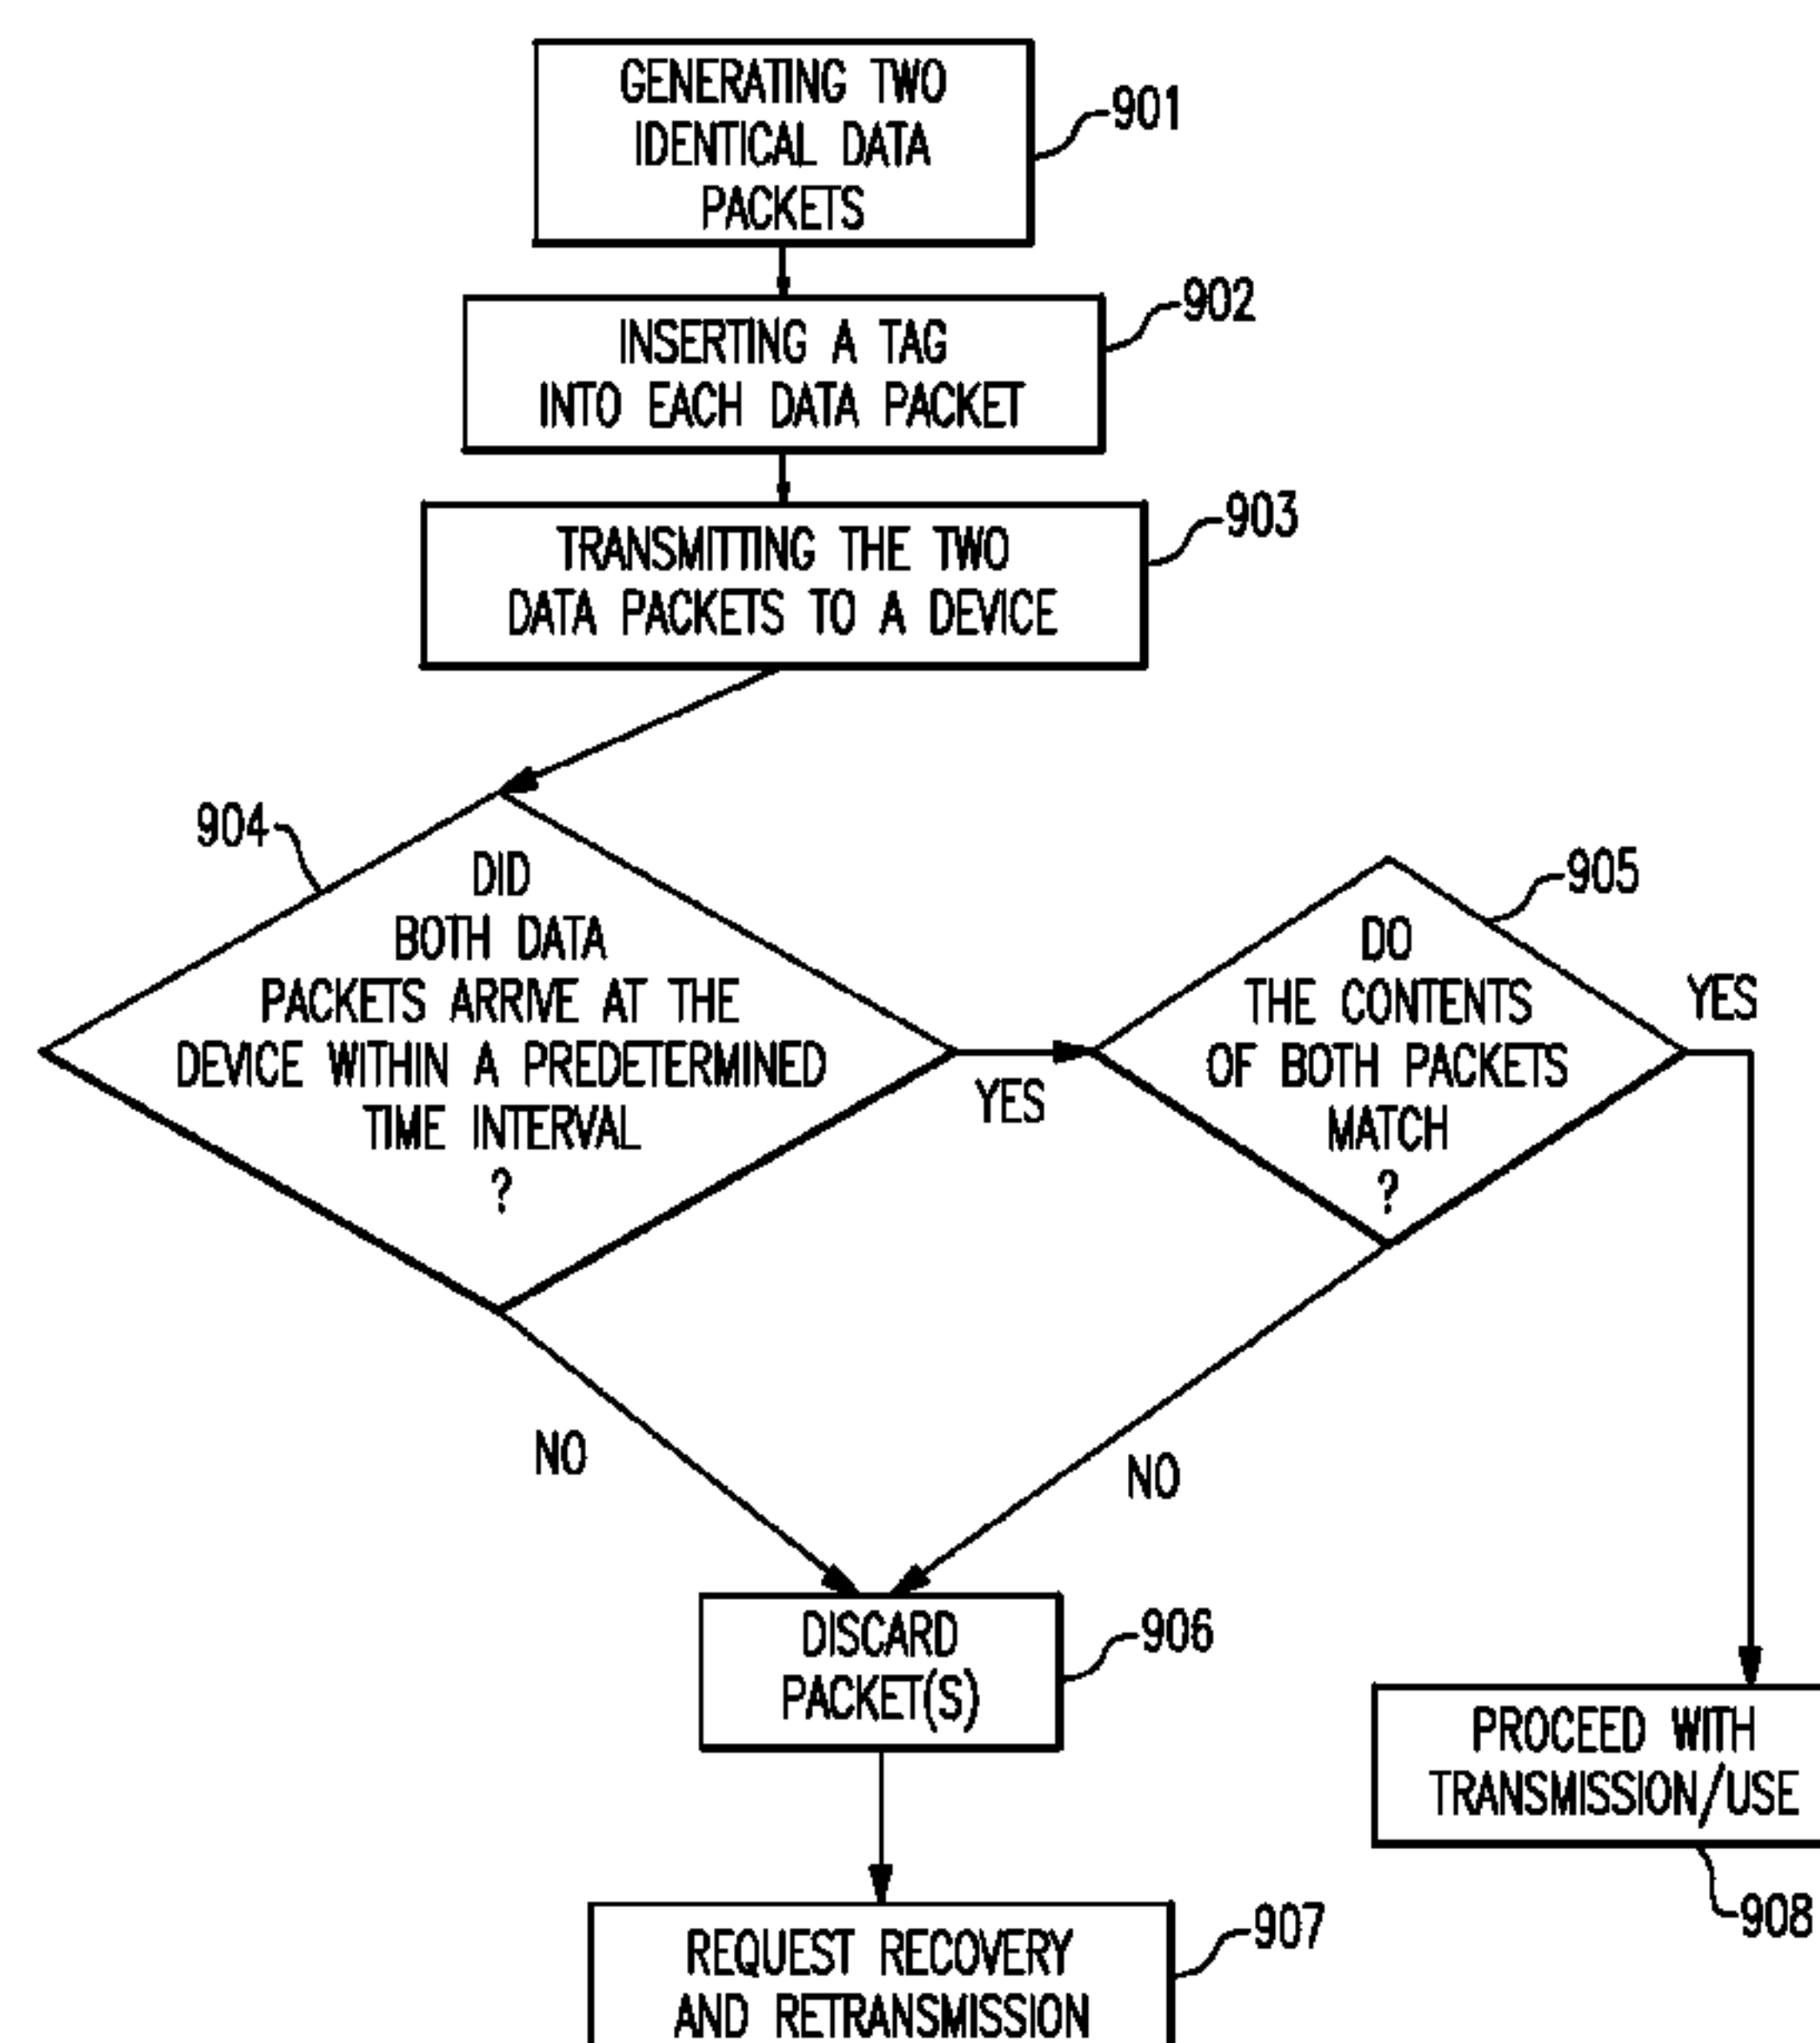 GENERATING TWO
IDENTICAL DATA
PACKETS
901
INSERTING A TAG
INTO EACH DATA PACKET
902
TRANSMITTING THE TWO
DATA PACKETS TO A DEVICE
903
904
DID
BOTH DATA
PACKETS ARRIVE AT THE
DEVICE WITHIN A PREDETERMINED
TIME INTERVAL
?
YES
905
DO
THE CONTENTS
OF BOTH PACKETS
MATCH
?
YES
NO
NO
DISCARD
PACKET(S)
906
PROCEED WITH
TRANSMISSION/USE
908
REQUEST RECOVERY
AND RETRANSMISSION
907